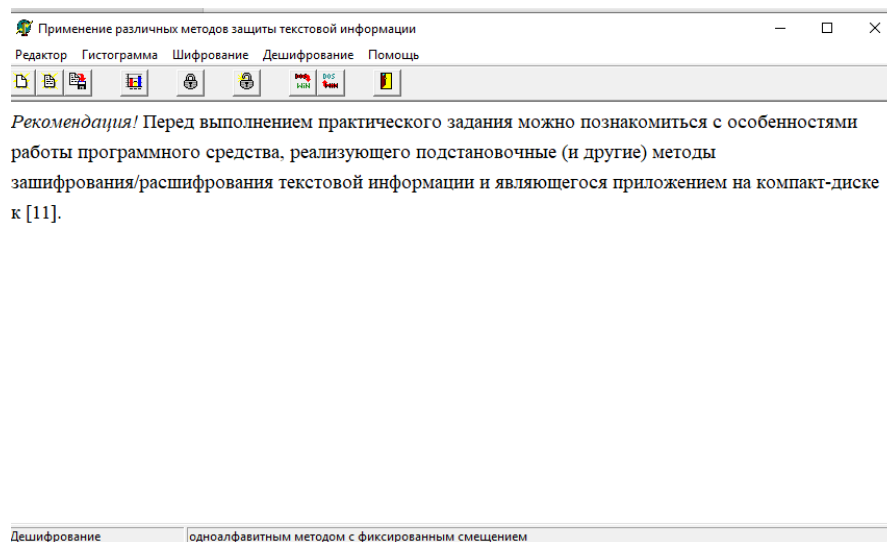 Применение различных методов защиты текстовой информации
Редактор Гистограмма Шифрование Дешифрование Помощь
DOS
WIN
Рекомендация! Перед выполнением практического задания можно познакомиться с особенностями
работы программного средства, реализующего подстановочные (и другие) методы
зашифрования/расшифрования текстовой информации и являющегося приложением на компакт-диске
к [11].
Дешифрование одноалфавитным методом с фиксированным смещением